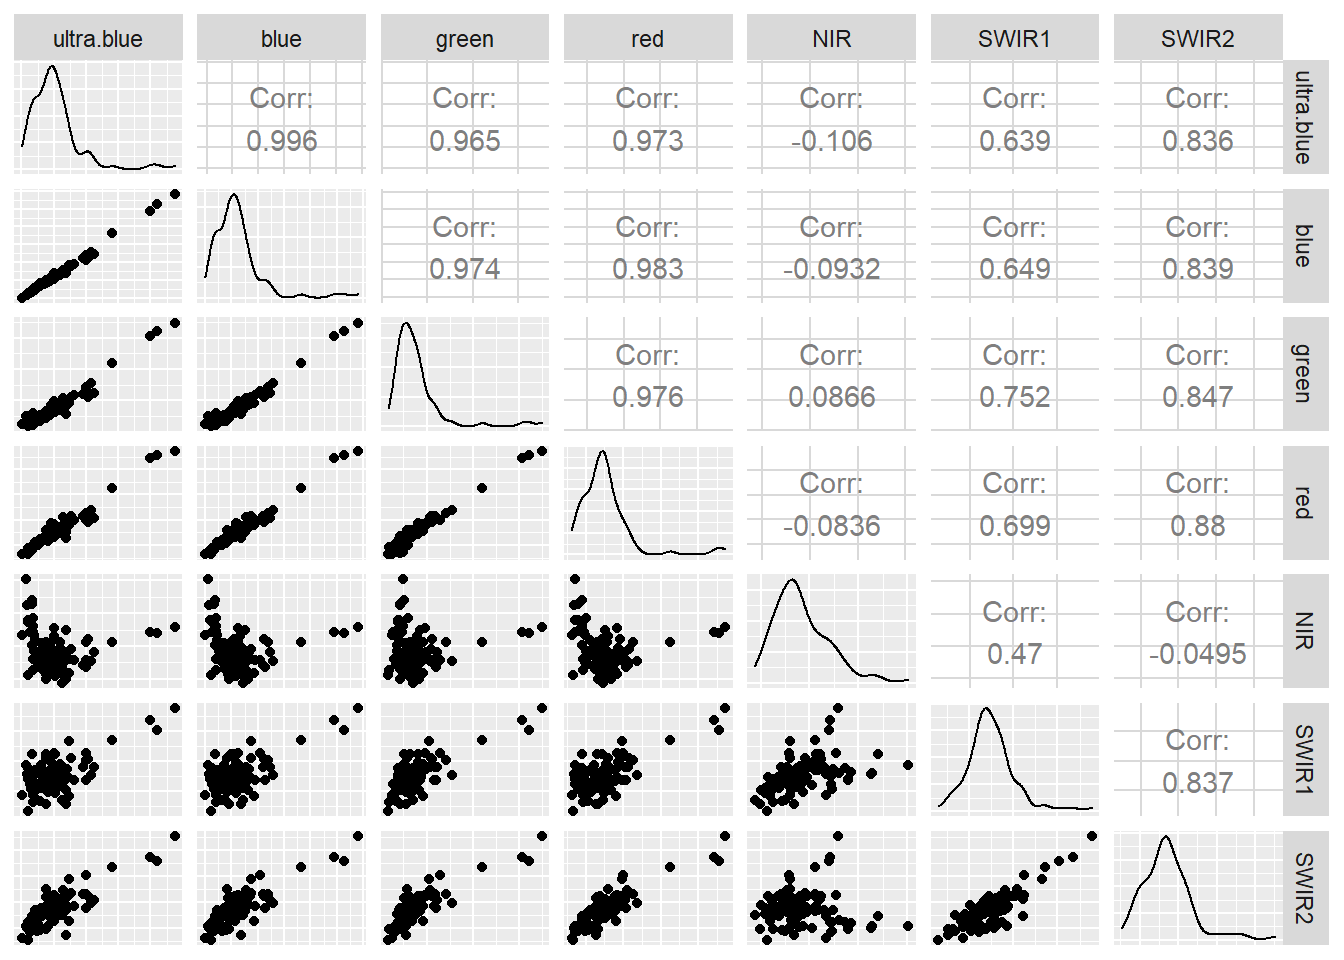 ultra.blue blue green red NIR SWIR1 SWIR2
Corr: Corr: Corr: Corr: Corr: Corr:
0.996 0.965 0.973 -0.106 0.639 0.836
ultra.blue
Corr: Corr: Corr: Corr: Corr:
0.974 0.983 -0.0932 0.649 0.839
blue
Corr: Corr: Corr: Corr:
0.976 0.0866 0.752 0.847
green
Corr: Corr: Corr:
-0.0836 0.699 0.88
red
Corr: Corr:
0.47 -0.0495
NIR
Corr:
0.837
SWIR1
SWIR2